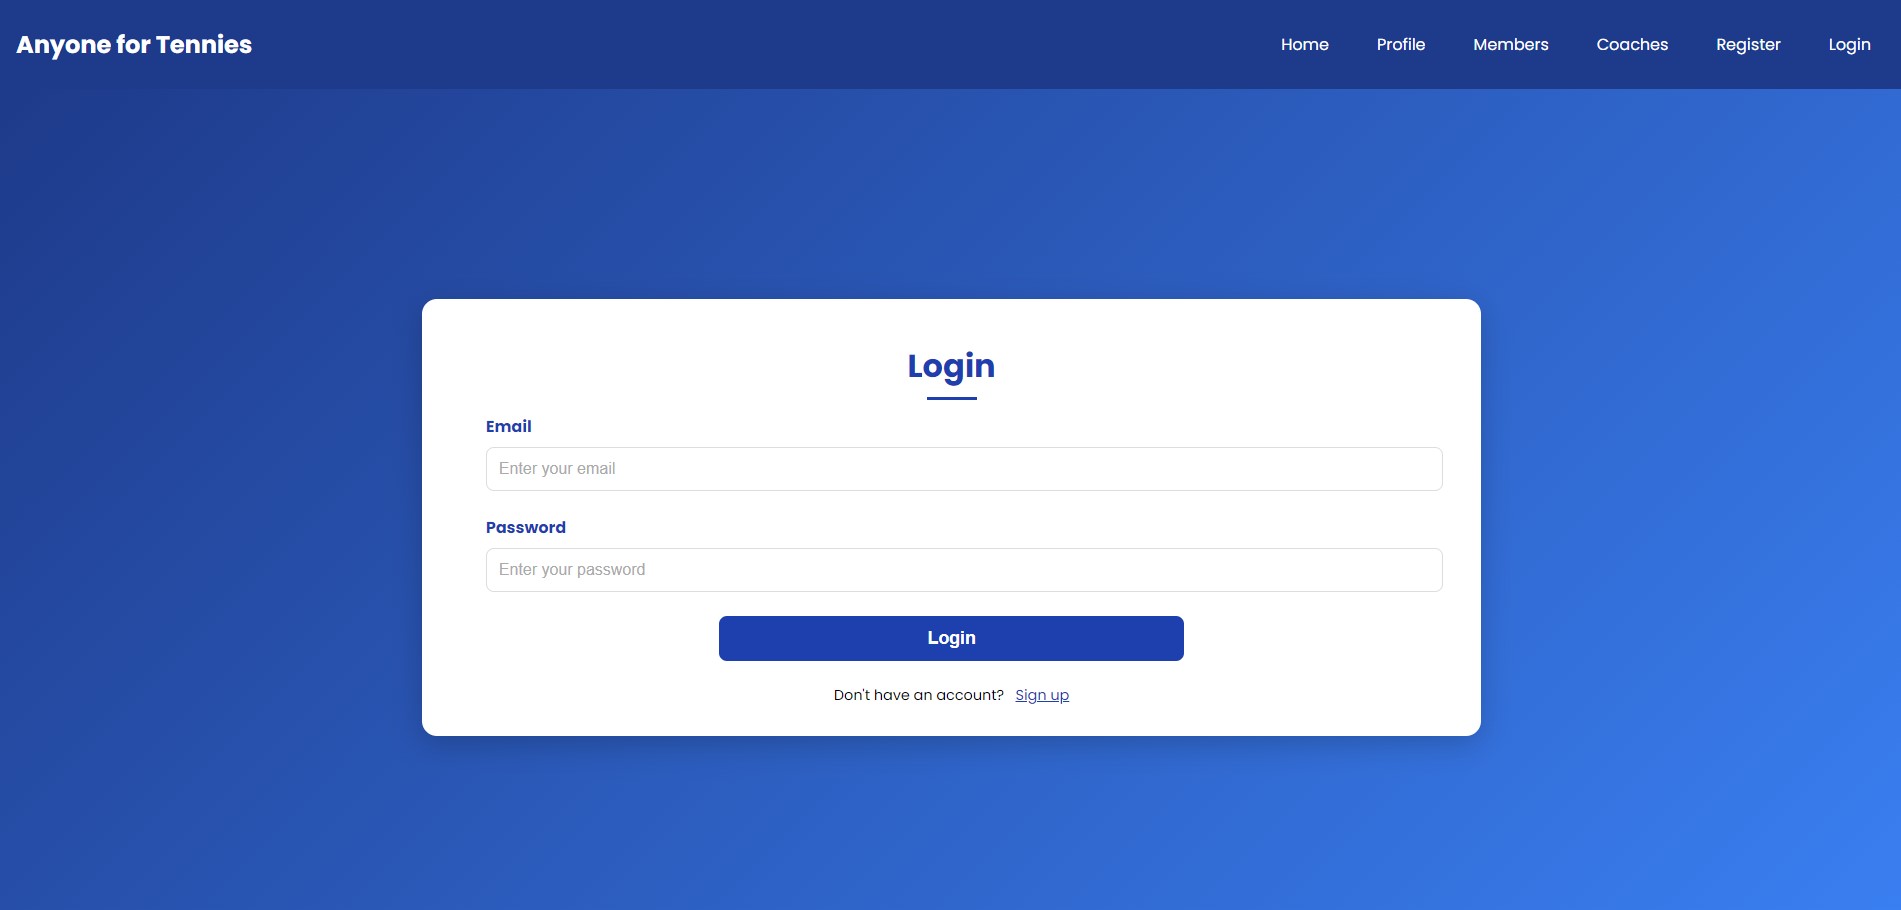 Anyone for Tennies
Home Profile Members Coaches Register Login
Login
Email
Enter your email
Password
Enter your password
Login
Don't have an account? Sign up